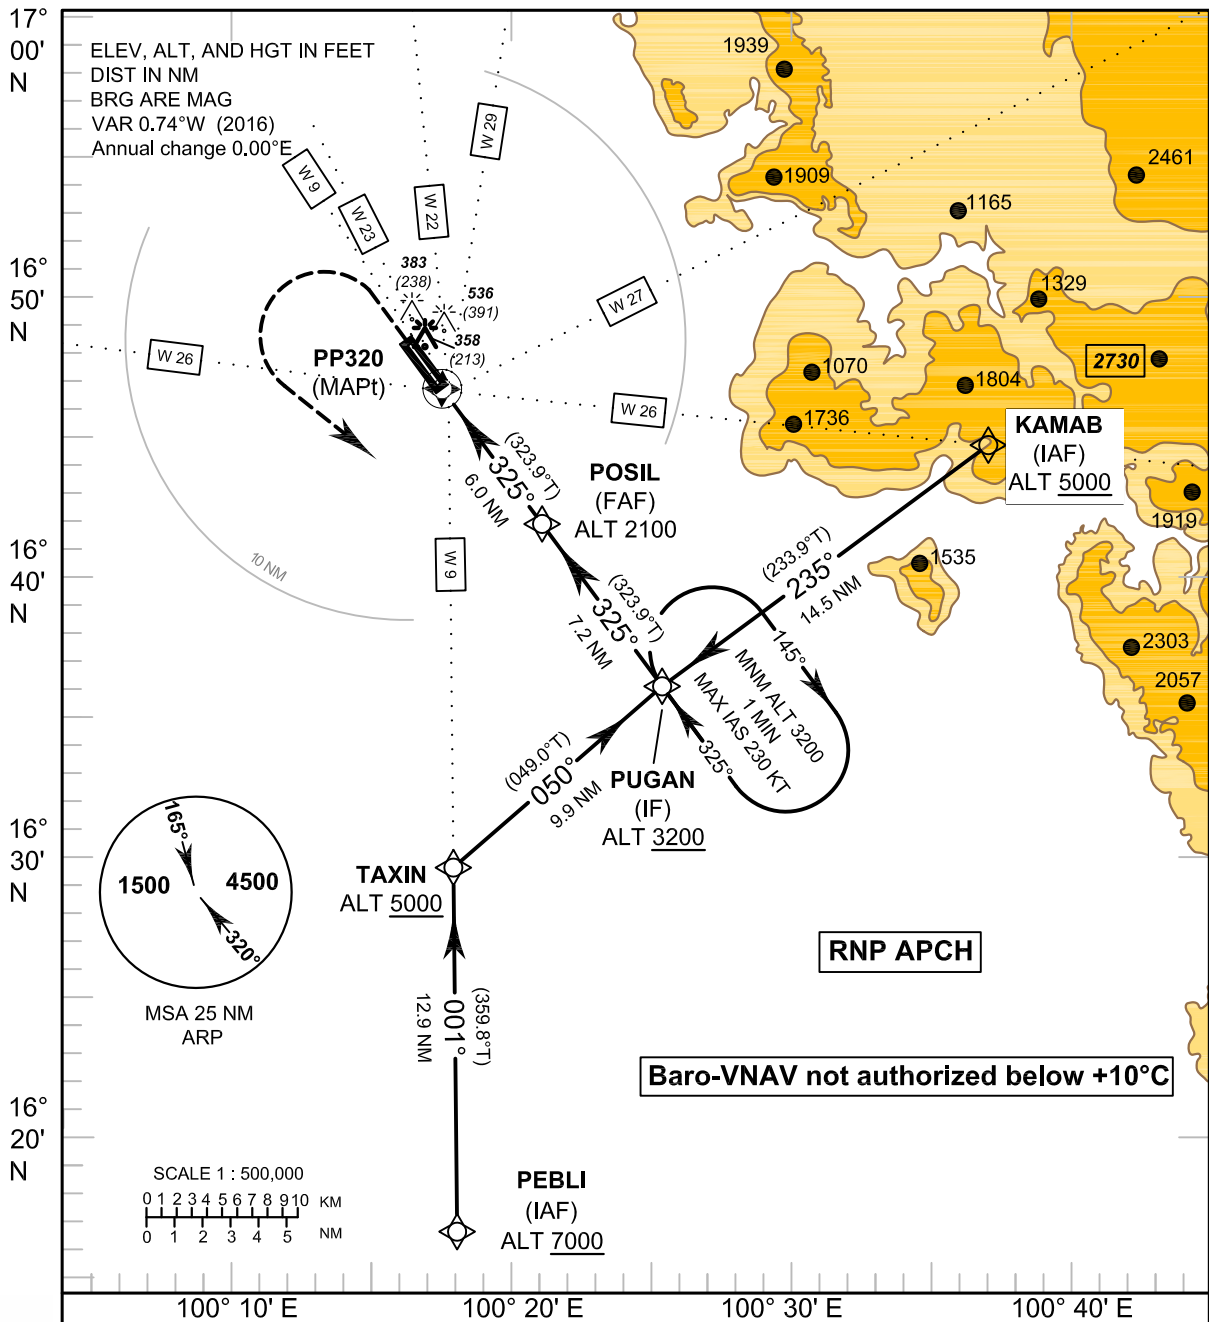 17°
00'
N
ELEV, ALT, AND HGT IN FEET
DIST IN NM
BRG ARE MAG
VAR 0.74°W (2016)
Annual change 0.00°E
1939
W 29
W 9
W 22
W 23
1909
2461
1165
16°
50'
N
383
(238)
536
(391)
358
(213)
W 27
1329
2730
W 26
PP320
(MAPt)
1070
1804
W 26
1736
KAMAB
(IAF)
ALT 5000
(323.9°T)
325°
6.0 NM
POSIL
(FAF)
ALT 2100
1919
16°
40'
N
10 NM
W 9
1535
(233.9°T)
235°
14.5 NM
(323.9°T)
325°
7.2 NM
145°
MNM ALT 3200
1 MIN
MAX IAS 230 KT
325°
2303
2057
(049.0°T)
050°
9.9 NM
PUGAN
(IF)
ALT 3200
16°
30'
N
165°
1500
4500
320°
MSA 25 NM
ARP
TAXIN
ALT 5000
RNP APCH
(359.8°T)
001°
12.9 NM
Baro-VNAV not authorized below +10°C
16°
20'
N
SCALE 1 : 500,000
0 1 2 3 4 5 6 7 8 9 10 KM
0 1 2 3 4 5 NM
PEBLI
(IAF)
ALT 7000
100° 10' E
100° 20' E
100° 30' E
100° 40' E